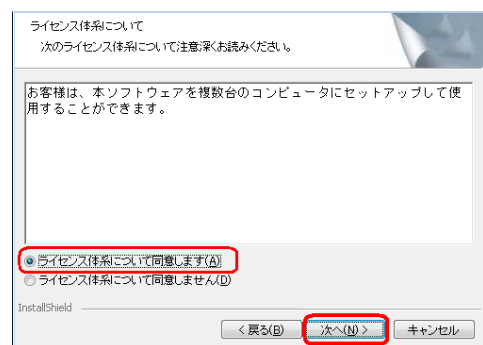 ライセンス体系について
次のライセンス体系について注意深くお読みください。
お客様は、本ソフトウェアを複数台のコンピュータにセットアップして使
用することができます。
ライセンス体系について同意します(A)
ライセンス体系について同意しません(D)
InstallShield
< 戻る(B) 次へ(N) > キャンセル